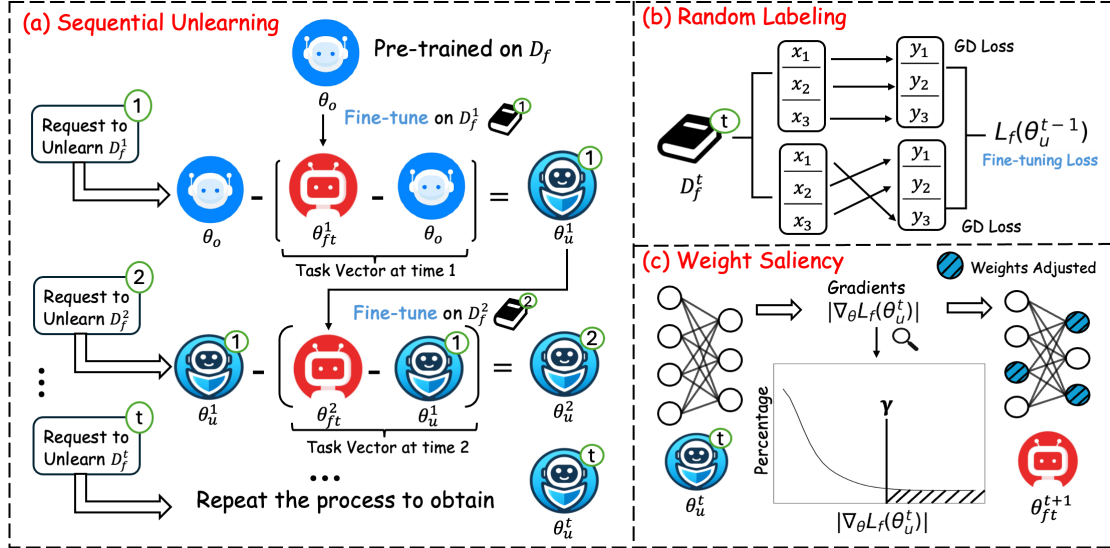 (a) Sequential Unlearning
Pre-trained on D_f
θ_o
Fine-tune on D_f^1
1
1
Request to
Unlearn D_f^1
1
θ_o
-
θ_ft^1
-
θ_o
=
θ_u^1
Task Vector at time 1
2
Request to
Unlearn D_f^2
Fine-tune on D_f^2
2
1
θ_u^1
-
θ_ft^2
-
1
θ_u^1
=
2
θ_u^2
Task Vector at time 2
t
Request to
Unlearn D_f^t
...
Repeat the process to obtain
t
θ_u^t
(b) Random Labeling
t
D_f^t
x_1
x_2
x_3
y_1
y_2
y_3
GD Loss
x_1
x_2
x_3
y_1
y_2
y_3
GD Loss
L_f(θ_u^{t-1})
Fine-tuning Loss
(c) Weight Saliency
Weights Adjusted
Gradients
|∇_θ L_f(θ_u^t)|
Percentage
γ
|∇_θ L_f(θ_u^t)|
t
θ_u^t
θ_ft^{t+1}